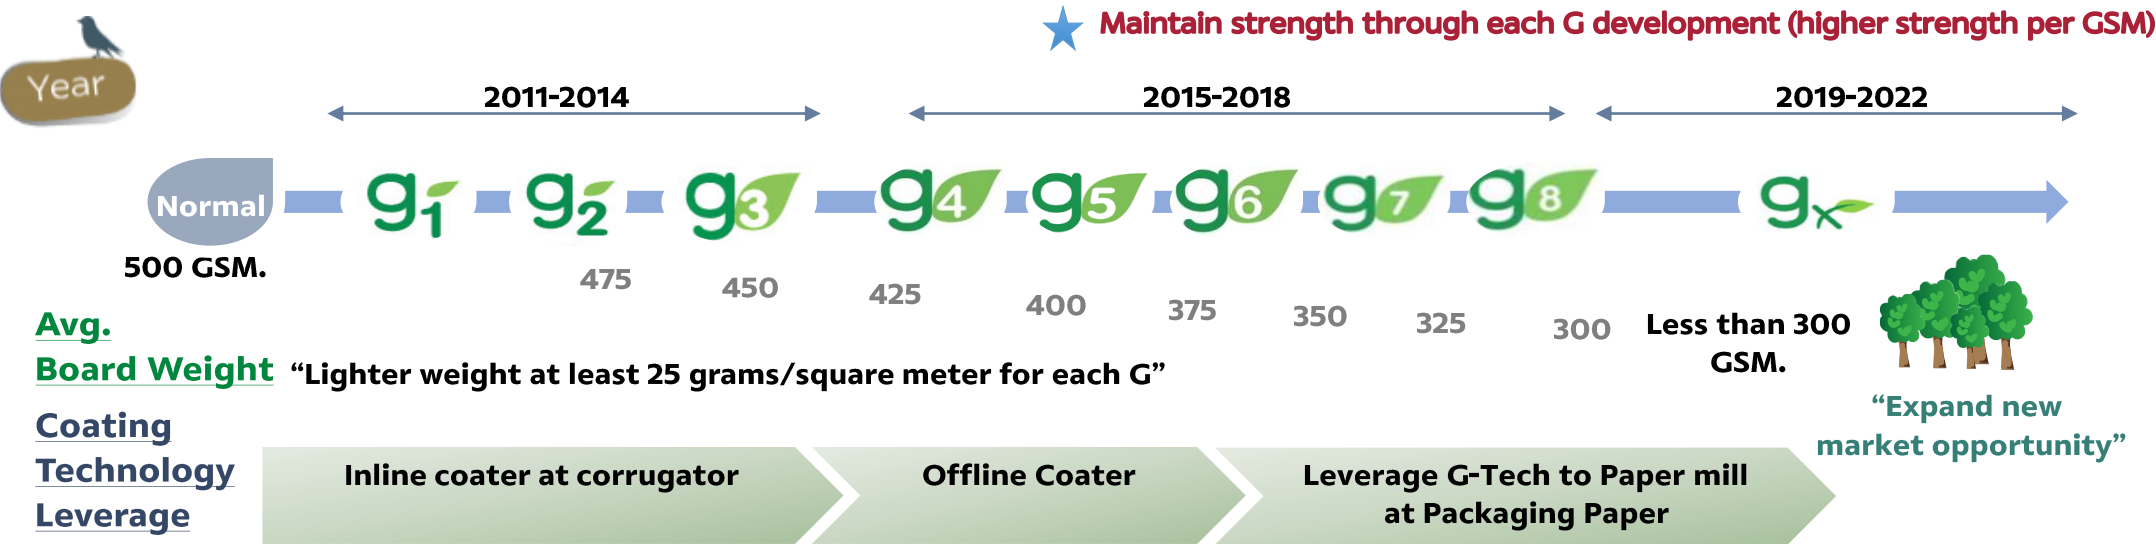 Maintain strength through each G development (higher strength per GSM)
Year
2011-2014
2015-2018
2019-2022
Normal
g1
g2
g3
g4
g5
g6
g7
g8
gx
500 GSM.
475
450
425
400
375
350
325
300
Less than 300
GSM.
Avg.
Board Weight
“Lighter weight at least 25 grams/square meter for each G”
“Expand new
market opportunity”
Coating
Technology
Leverage
Inline coater at corrugator
Offline Coater
Leverage G-Tech to Paper mill
at Packaging Paper